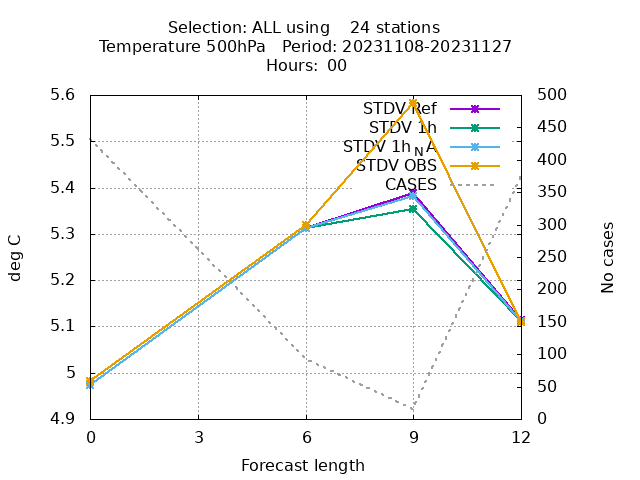 Selection: ALL using 24 stations
Temperature 500hPa Period: 20231108-20231127
Hours: 00
5.6
5.5
5.4
5.3
5.2
5.1
5
4.9
500
450
400
350
300
250
200
150
100
50
0
STDV Ref
STDV 1h
STDV 1h_N A
STDV OBS
CASES
deg C
No cases
0 3 6 9 12
Forecast length